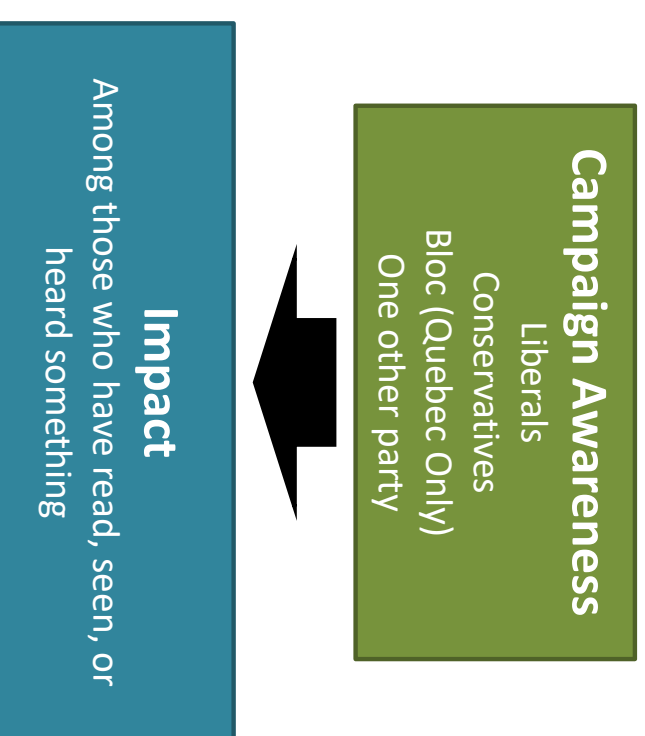 Campaign Awareness
Liberals
Conservatives
Bloc (Quebec Only)
One other party
Impact
Among those who have read, seen, or
heard something